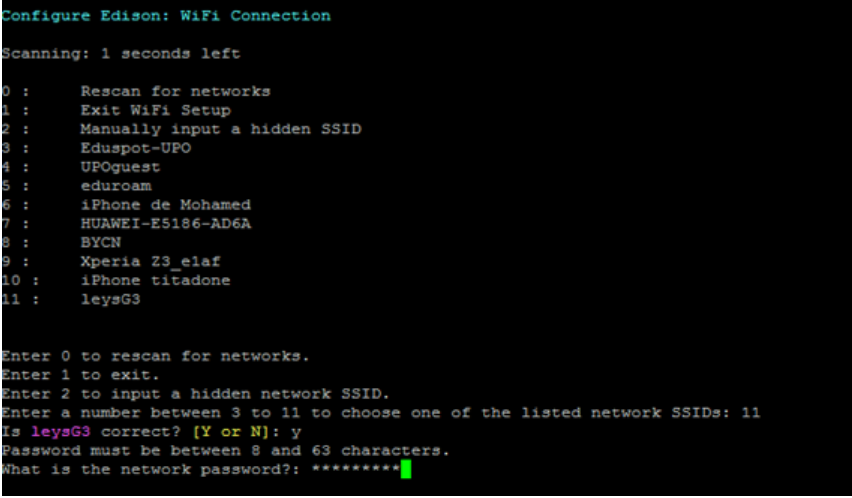 Configure Edison: WiFi Connection
Scanning: 1 seconds left
0 : Rescan for networks
1 : Exit WiFi Setup
2 : Manually input a hidden SSID
3 : Eduspot-UPO
4 : UPOguest
5 : eduroam
6 : iPhone de Mohamed
7 : HUAWEI-E5186-AD6A
8 : BYCN
9 : Xperia Z3_e1af
10 : iPhone titadone
11 : leysG3
Enter 0 to rescan for networks.
Enter 1 to exit.
Enter 2 to input a hidden network SSID.
Enter a number between 3 to 11 to choose one of the listed network SSIDs: 11
Is leysG3 correct? [Y or N]: y
Password must be between 8 and 63 characters.
What is the network password?: *********